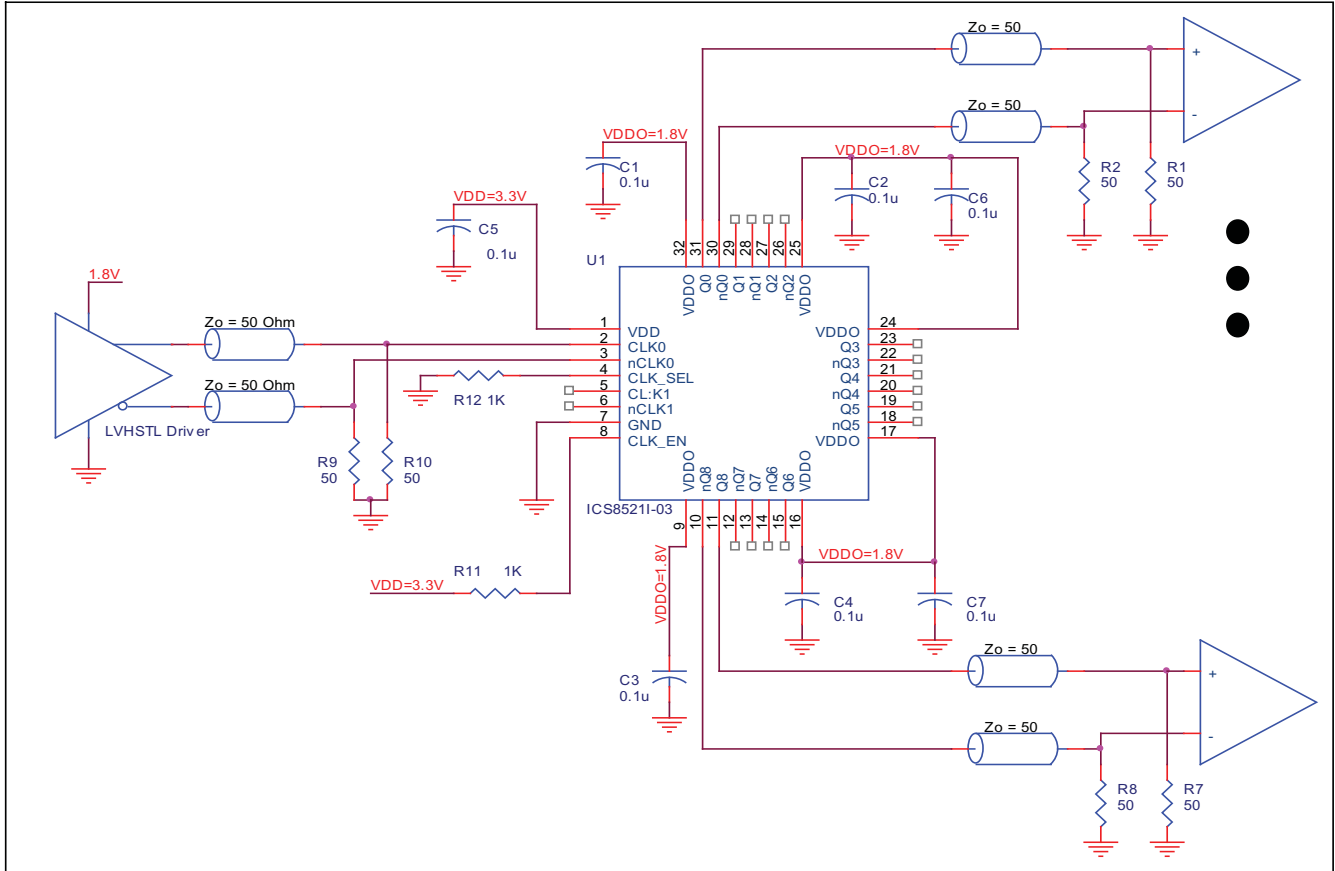 Zo = 50
+
Zo = 50
-
R2
50
R1
50
VDDO=1.8V
C1
0.1u
VDDO=1.8V
C2
0.1u
C6
0.1u
VDD=3.3V
C5
0.1u
1.8V
Zo = 50 Ohm
Zo = 50 Ohm
LVHSTL Driver
R9
50
R10
50
R12 1K
VDD=3.3V
R11 1K
U1
32
31
30
29
28
27
26
25
VDDO
Q0
nQ0
Q1
nQ1
Q2
nQ2
VDDO
1
VDD
2
CLK0
3
nCLK0
4
CLK_SEL
5
CL:K1
6
nCLK1
7
GND
8
CLK_EN
VDDO
24
Q3
23
nQ3
22
Q4
21
nQ4
20
Q5
19
nQ5
18
VDDO
17
VDDO
nQ8
Q8
nQ7
Q7
nQ6
Q6
VDDO
ICS8521I-03
9
10
11
12
13
14
15
16
VDDO=1.8V
C3
0.1u
VDDO=1.8V
C4
0.1u
C7
0.1u
Zo = 50
+
Zo = 50
-
R8
50
R7
50